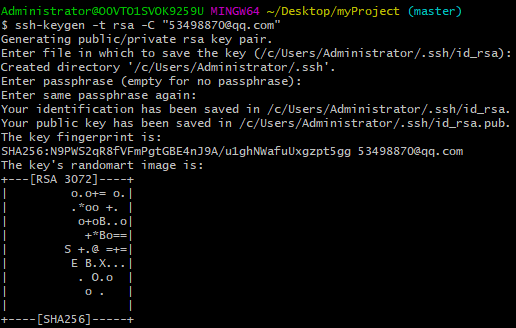 Administrator@OOVTO1SVOK9259U MINGW64 ~/Desktop/myProject (master)
$ ssh-keygen -t rsa -C "53498870@qq.com"
Generating public/private rsa key pair.
Enter file in which to save the key (/c/Users/Administrator/.ssh/id_rsa):
Created directory '/c/Users/Administrator/.ssh'.
Enter passphrase (empty for no passphrase):
Enter same passphrase again:
Your identification has been saved in /c/Users/Administrator/.ssh/id_rsa.
Your public key has been saved in /c/Users/Administrator/.ssh/id_rsa.pub.
The key fingerprint is:
SHA256:N9PWS2qR8fVFmPgtGBE4nJ9A/u1ghNWafuUxgzpt5gg 53498870@qq.com
The key's randomart image is:
+---[RSA 3072]----+
|         o.o+= o.|
|         .*oo +. |
|          o+oB..o|
|           +*Bo==|
|        S +.@ =+=|
|         E B.X...|
|          . O.o  |
|           o .   |
|                 |
+----[SHA256]-----+